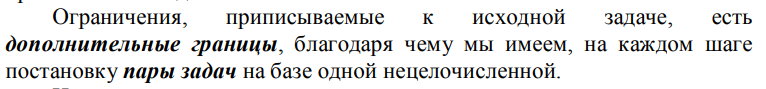 Ограничения, приписываемые к исходной задаче, есть
дополнительные границы, благодаря чему мы имеем, на каждом шаге
постановку пары задач на базе одной нецелочисленной.